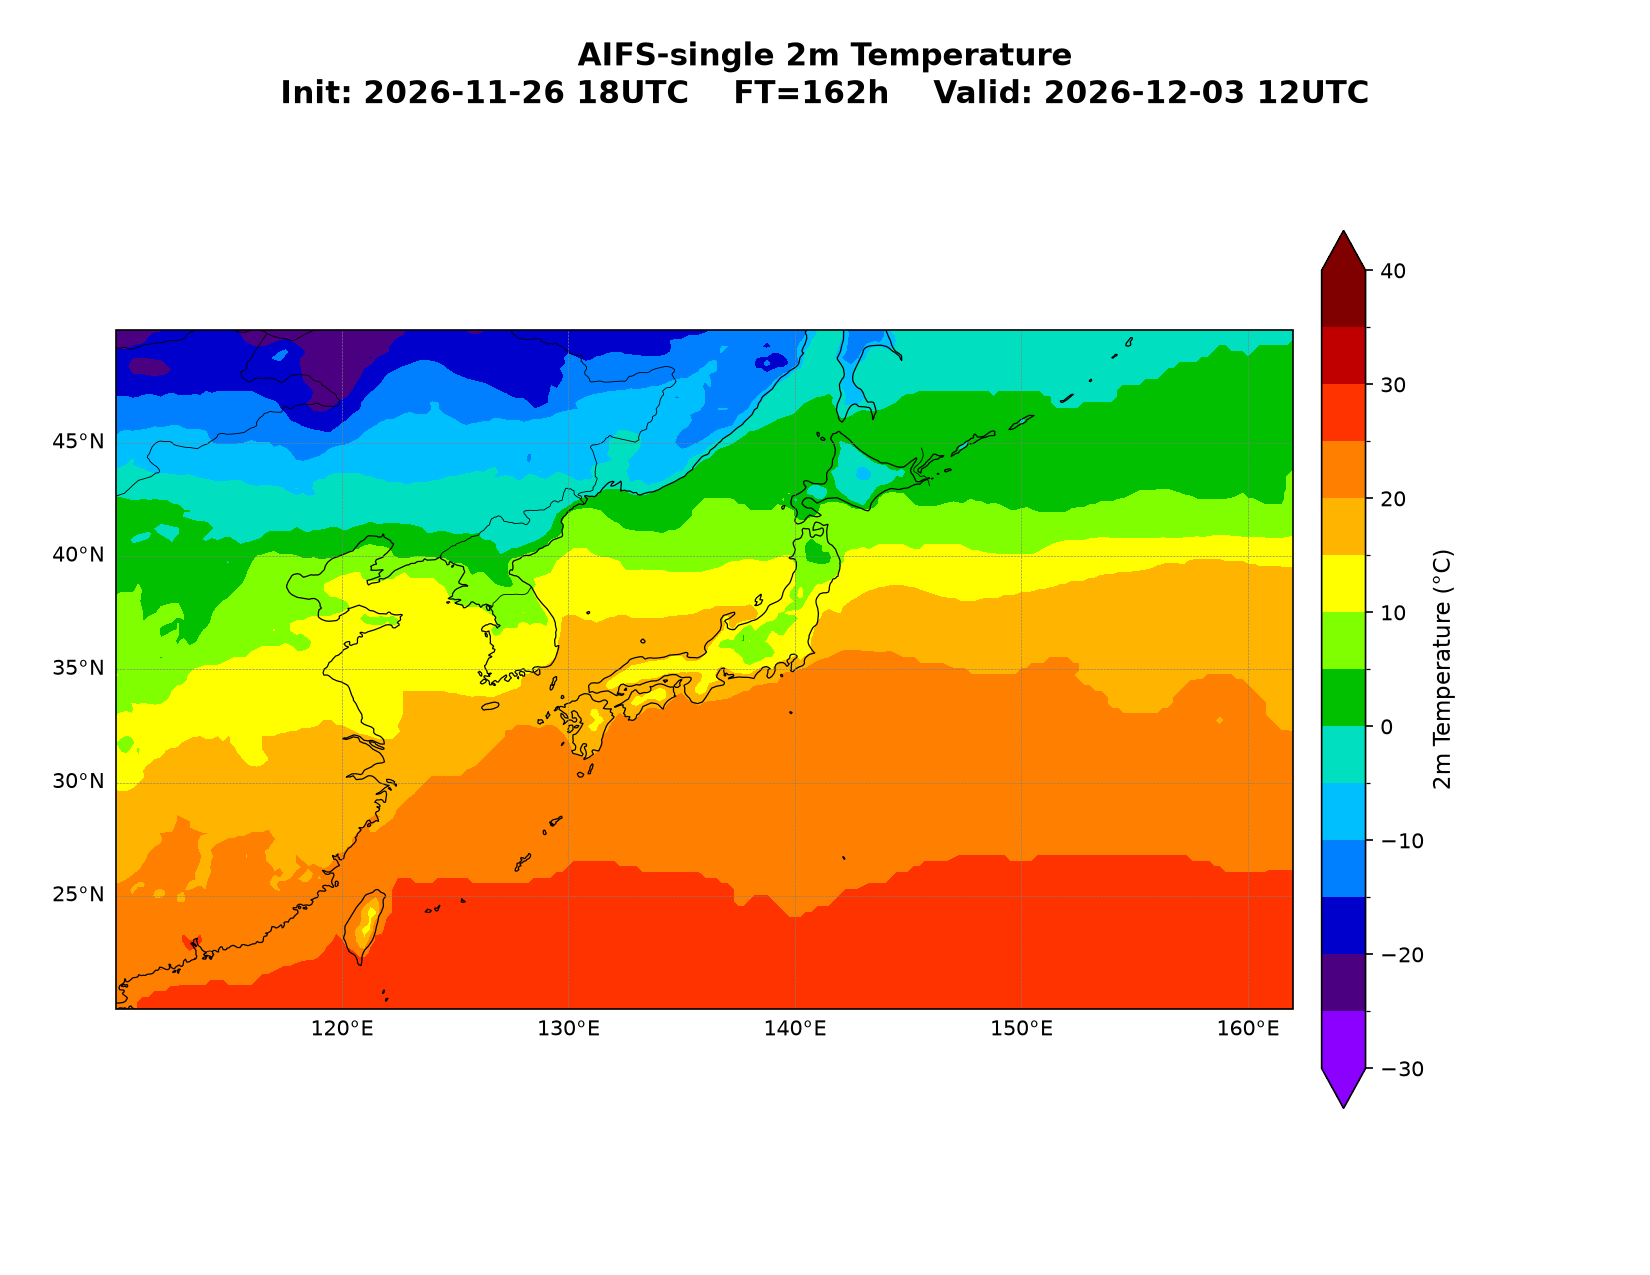 AIFS-single 2m Temperature
Init: 2026-11-26 18UTC    FT=162h    Valid: 2026-12-03 12UTC
45°N
40°N
35°N
30°N
25°N
120°E
130°E
140°E
150°E
160°E
40
30
20
10
0
−10
−20
−30
2m Temperature (°C)